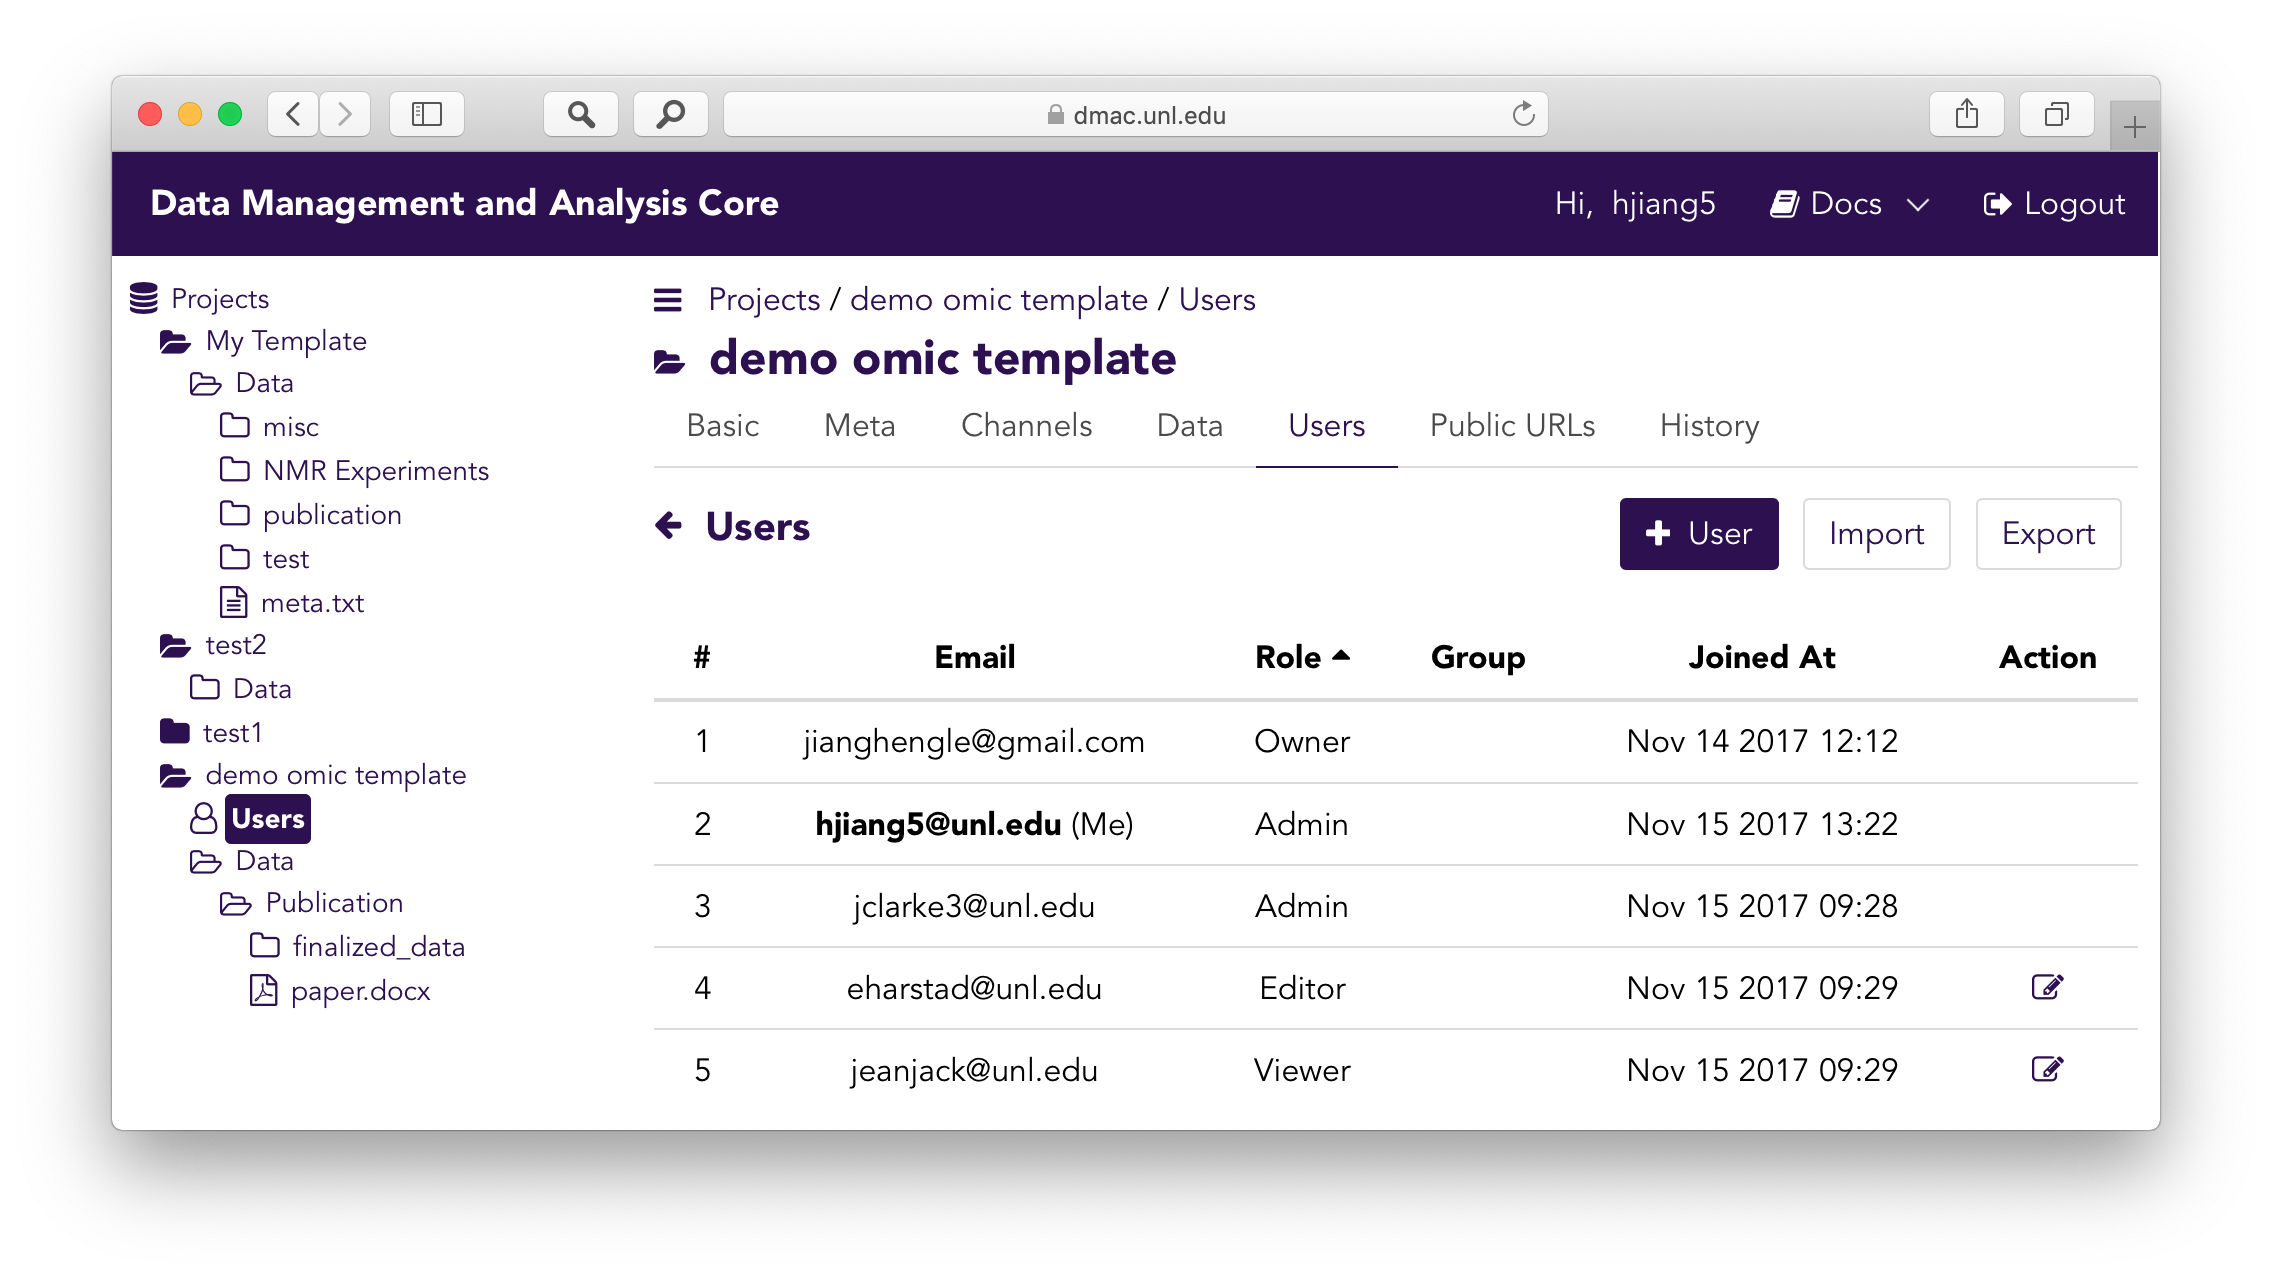 dmac.unl.edu
Data Management and Analysis Core
Hi, hjiang5
Docs
Logout
Projects
My Template
Data
misc
NMR Experiments
publication
test
meta.txt
test2
Data
test1
demo omic template
Users
Data
Publication
finalized_data
paper.docx
Projects / demo omic template / Users
demo omic template
Basic Meta Channels Data Users Public URLs History
Users
+ User Import Export
# Email Role Group Joined At Action
1 jianghengle@gmail.com Owner Nov 14 2017 12:12
2 hjiang5@unl.edu (Me) Admin Nov 15 2017 13:22
3 jclarke3@unl.edu Admin Nov 15 2017 09:28
4 eharstad@unl.edu Editor Nov 15 2017 09:29
5 jeanjack@unl.edu Viewer Nov 15 2017 09:29